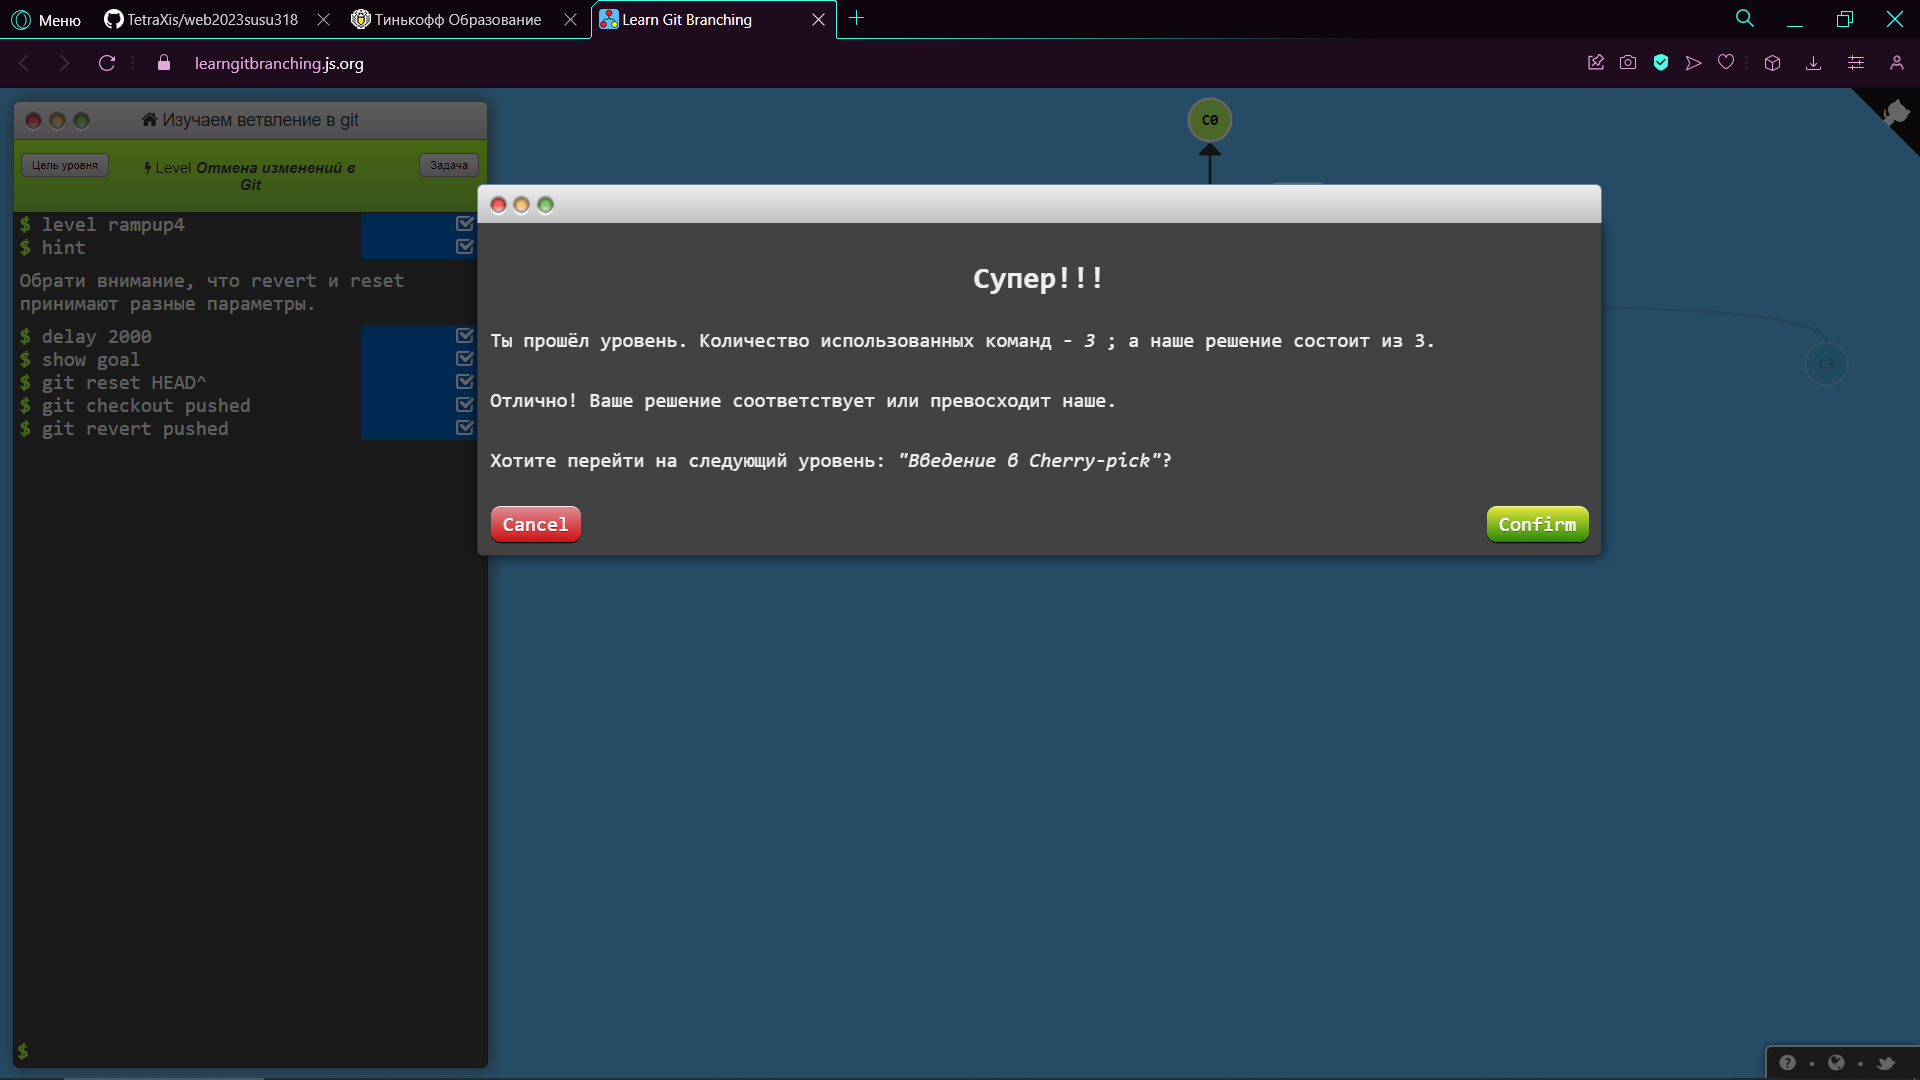 Меню
TetraXis/web2023susu318
Тинькофф Образование
Learn Git Branching
learngitbranching.js.org
Изучаем ветвление в git
Цель уровня
Level Отмена изменений в
Git
Задача
$ level rampup4
$ hint
Обрати внимание, что revert и reset
принимают разные параметры.
$ delay 2000
$ show goal
$ git reset HEAD^
$ git checkout pushed
$ git revert pushed
$
C0
Супер!!!
Ты прошёл уровень. Количество использованных команд - 3 ; а наше решение состоит из 3.
Отлично! Ваше решение соответствует или превосходит наше.
Хотите перейти на следующий уровень: "Введение в Cherry-pick"?
Cancel
Confirm
C3